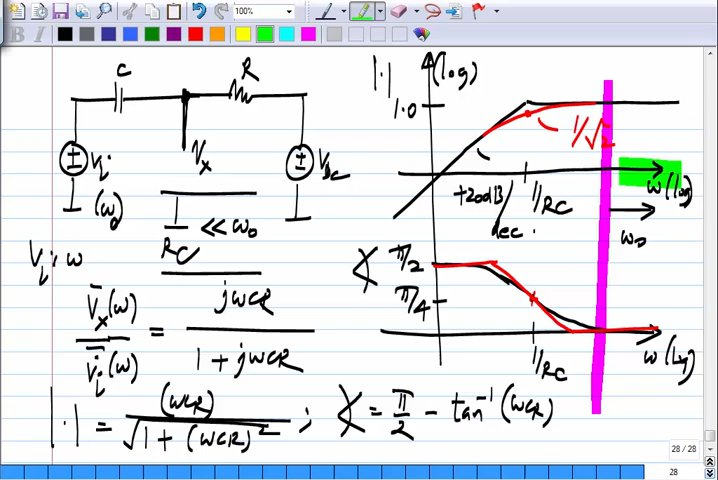 100%
C
R
|·| (log)
1.0
1/√2
Vi
(ω0)
Vx
Vdc
+20dB/dec.
1/RC
ω(log)
ω0
1/RC << ω0
Vi : ω
V̄x(ω)/V̄i(ω) = jωCR/(1 + jωCR)
∠
π/2
π/4
1/RC
ω(log)
|·| = (ωCR)/√(1 + (ωCR)²) ; ∠ = π/2 − tan⁻¹(ωCR)
28 / 28
28